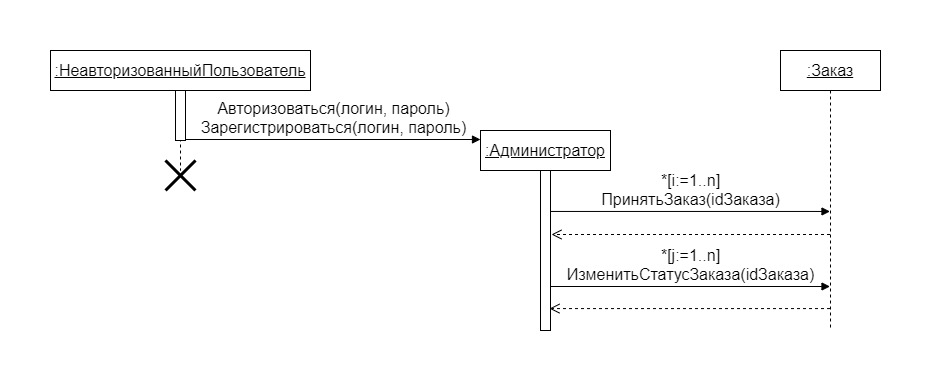 :НеавторизованныйПользователь
:Заказ
Авторизоваться(логин, пароль)
Зарегистрироваться(логин, пароль)
:Администратор
*[i:=1..n]
ПринятьЗаказ(idЗаказа)
*[j:=1..n]
ИзменитьСтатусЗаказа(idЗаказа)